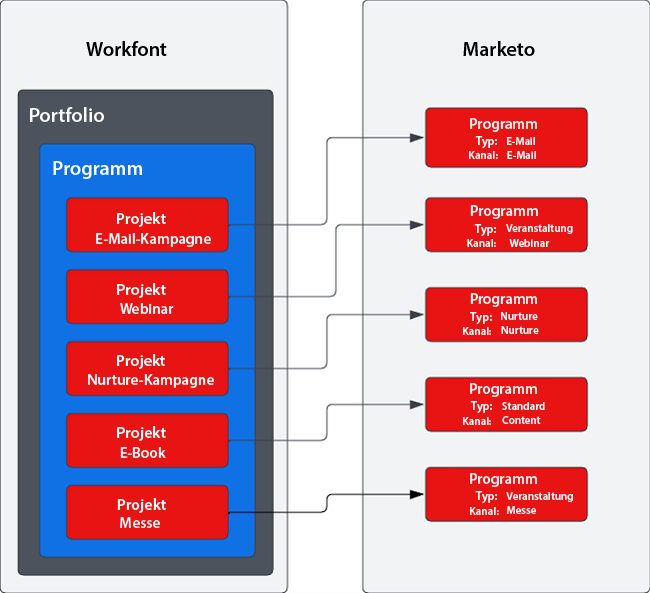 Workfont
Portfolio
Programm
Projekt
E-Mail-Kampagne
Projekt
Webinar
Projekt
Nurture-Kampagne
Projekt
E-Book
Projekt
Messe
Marketo
Programm
Typ: E-Mail
Kanal: E-Mail
Programm
Typ: Veranstaltung
Kanal: Webinar
Programm
Typ: Nurture
Kanal: Nurture
Programm
Typ: Standard
Kanal: Content
Programm
Typ: Veranstaltung
Kanal: Messe